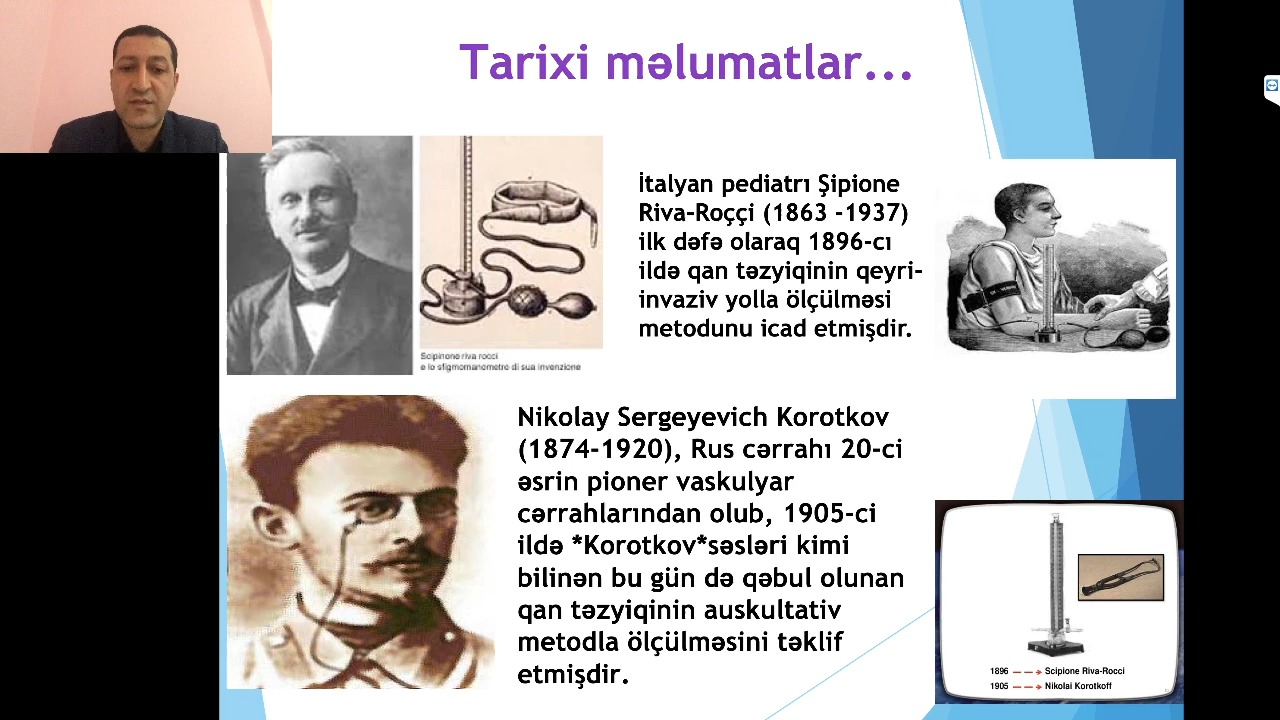 Tarixi məlumatlar...
İtalyan pediatrı Şipione
Riva-Roççi (1863 -1937)
ilk dəfə olaraq 1896-cı
ildə qan təzyiqinin qeyri-
invaziv yolla ölçülməsi
metodunu icad etmişdir.
Scipinone riva rocci
e lo sfigmomanometro di sua invenzione
Nikolay Sergeyevich Korotkov
(1874-1920), Rus cərrahı 20-ci
əsrin pioner vaskulyar
cərrahlarından olub, 1905-ci
ildə *Korotkov*səsləri kimi
bilinən bu gün də qəbul olunan
qan təzyiqinin auskultativ
metodla ölçülməsini təklif
etmişdir.
1896 Scipione Riva-Rocci
1905 Nikolai Korotkoff